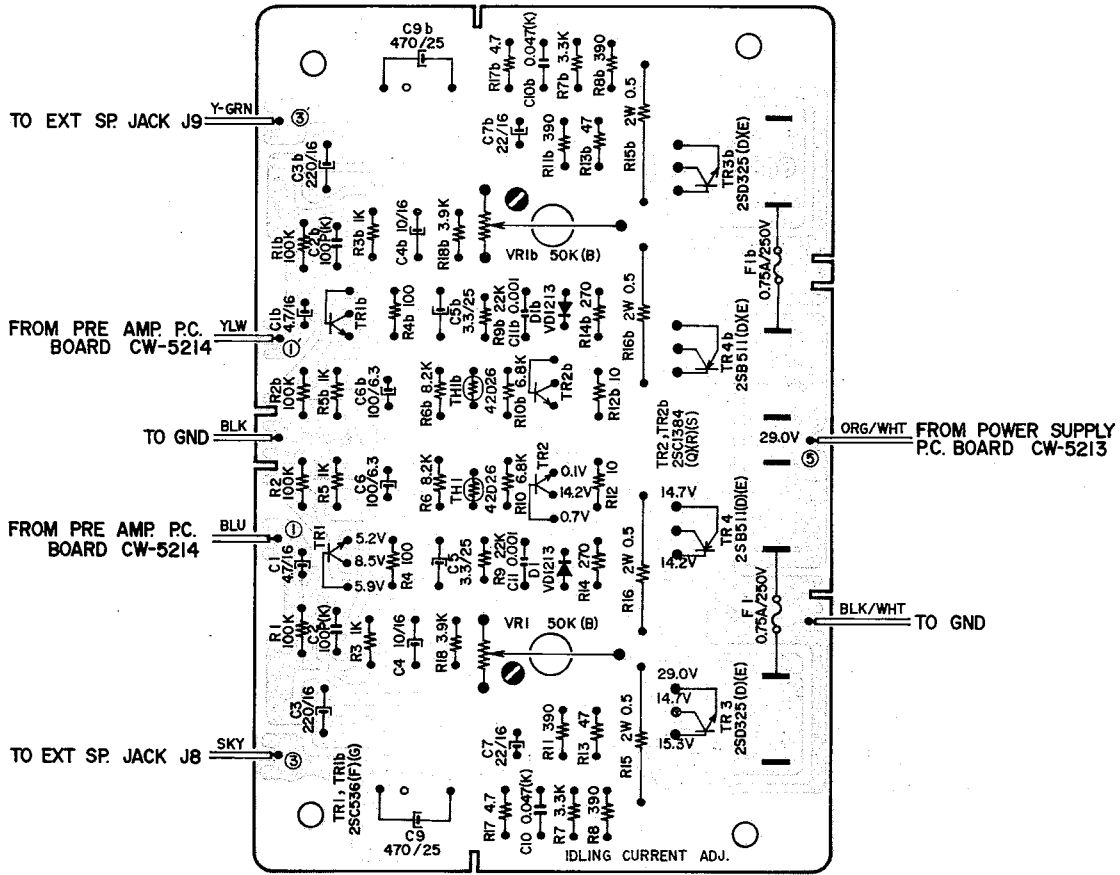 C9b
470/25
R17b 4.7
C10b 0.047(K)
R7b 3.3K
R8b 390
2W 0.5
R15b
Y-GRN
TO EXT SP. JACK J9
③'
C3b
220/16
C7b
22/16
R11b 390
R13b 47
TR3b
2SD325(D)(E)
R1b
100K
C2b
100P(K)
R3b 1K
C4b 10/16
R18b 3.9K
VR1b 50K(B)
F1b
0.75A/250V
C1b
4.7/16
TR1b
R4b 100
C5b
3.3/25
R9b 22K
C11b 0.001
D1b
VD1213
R14b 270
2W 0.5
R16b
TR4b
2SB511(D)(E)
FROM PRE AMP. P.C.
BOARD CW-5214
YLW
①'
R2b
100K
R5b 1K
C6b
100/6.3
R6b 8.2K
TH1b
42D26
R10b 6.8K
TR2b
R12b 10
TR2, TR2b
2SC1384
(Q)(R)(S)
TO GND
BLK
29.0V
ORG/WHT
FROM POWER SUPPLY
P.C. BOARD CW-5213
⑤
R2
100K
R5 1K
C6
100/6.3
R6 8.2K
TH1
42D26
R10 6.8K
TR2
0.1V
14.2V
0.7V
R12 10
14.7V
14.2V
TR4
2SB511(D)(E)
FROM PRE AMP. P.C.
BOARD CW-5214
BLU
①
C1
4.7/16
TR1
5.2V
8.5V
5.9V
R4 100
C5
3.3/25
R9 22K
C11 0.001
D1
VD1213
R14 270
R16 2W 0.5
F1
0.75A/250V
BLK/WHT
TO GND
R1
100K
C2
100P(K)
R3 1K
C4 10/16
R18 3.9K
VR1 50K(B)
C3
220/16
C7
22/16
R11 390
R13 47
R15 2W 0.5
29.0V
14.7V
15.3V
TR3
2SD325(D)(E)
TO EXT SP. JACK J8
SKY
③
TR1, TR1b
2SC536(F)(G)
C9
470/25
R17 4.7
C10 0.047(K)
R7 3.3K
R8 390
IDLING CURRENT ADJ.